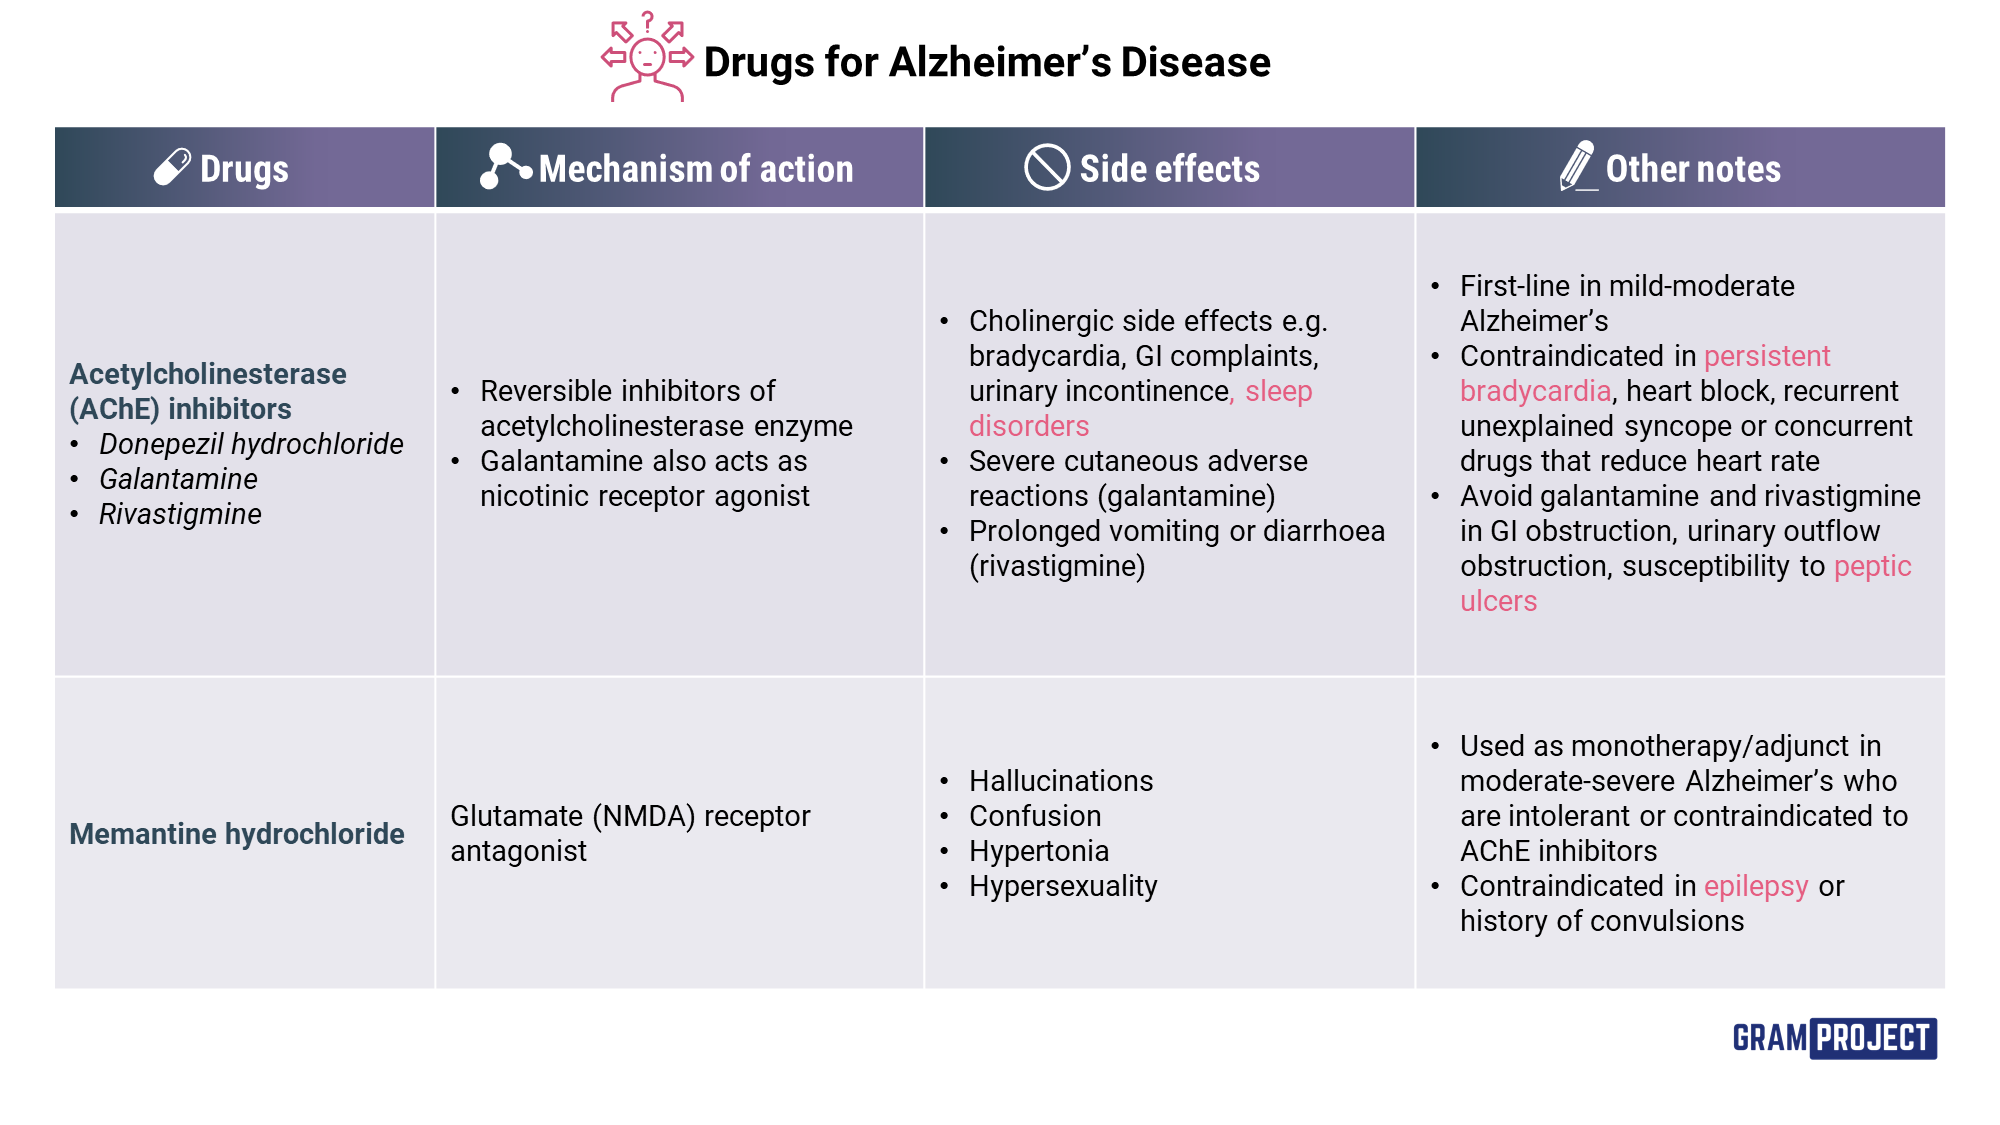 ?
Drugs for Alzheimer’s Disease
Drugs
Mechanism of action
Side effects
Other notes
Acetylcholinesterase
(AChE) inhibitors
• Donepezil hydrochloride
• Galantamine
• Rivastigmine
• Reversible inhibitors of
acetylcholinesterase enzyme
• Galantamine also acts as
nicotinic receptor agonist
• Cholinergic side effects e.g.
bradycardia, GI complaints,
urinary incontinence, sleep
disorders
• Severe cutaneous adverse
reactions (galantamine)
• Prolonged vomiting or diarrhoea
(rivastigmine)
• First-line in mild-moderate
Alzheimer’s
• Contraindicated in persistent
bradycardia, heart block, recurrent
unexplained syncope or concurrent
drugs that reduce heart rate
• Avoid galantamine and rivastigmine
in GI obstruction, urinary outflow
obstruction, susceptibility to peptic
ulcers
Memantine hydrochloride
Glutamate (NMDA) receptor
antagonist
• Hallucinations
• Confusion
• Hypertonia
• Hypersexuality
• Used as monotherapy/adjunct in
moderate-severe Alzheimer’s who
are intolerant or contraindicated to
AChE inhibitors
• Contraindicated in epilepsy or
history of convulsions
GRAM PROJECT